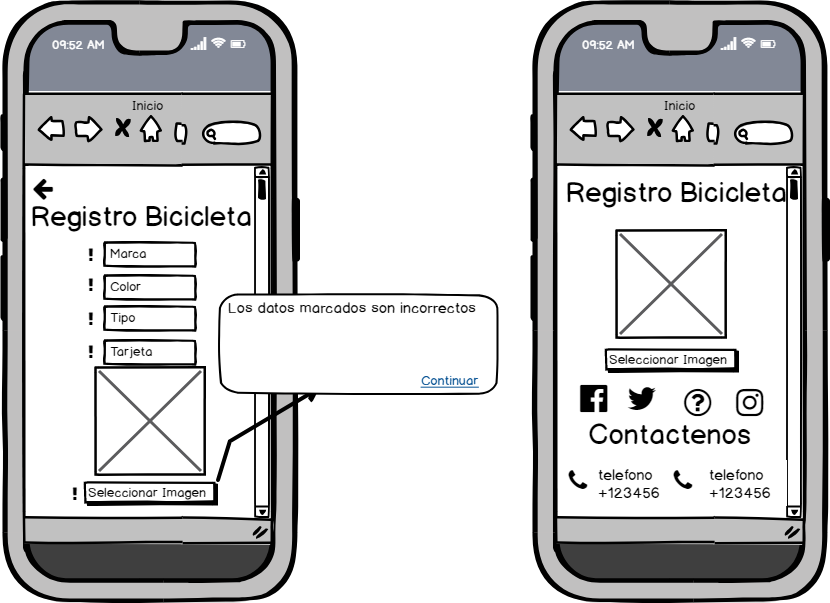 09:52 AM
Inicio
Registro Bicicleta
! Marca
! Color
! Tipo
! Tarjeta
! Seleccionar Imagen
Los datos marcados son incorrectos
Continuar
09:52 AM
Inicio
Registro Bicicleta
Seleccionar Imagen
Contactenos
telefono
+123456
telefono
+123456